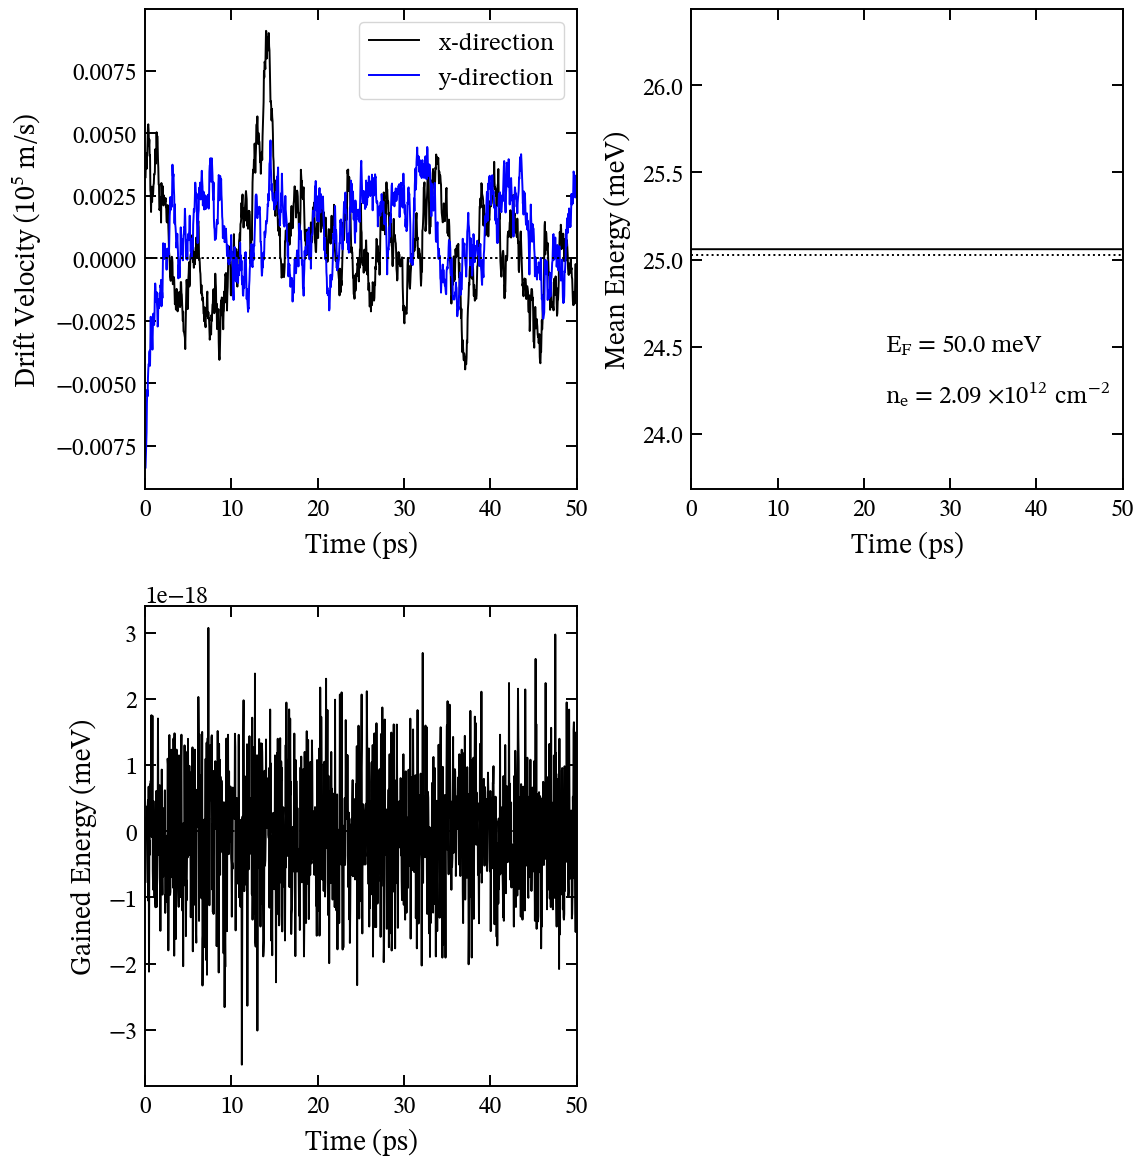 x-direction
y-direction
0.0075
0.0050
0.0025
0.0000
−0.0025
−0.0050
−0.0075
Drift Velocity (10⁵ m/s)
0 10 20 30 40 50
Time (ps)
26.0
25.5
25.0
24.5
24.0
Mean Energy (meV)
E_F = 50.0 meV
n_e = 2.09 ×10¹² cm⁻²
0 10 20 30 40 50
Time (ps)
1e−18
3
2
1
0
−1
−2
−3
Gained Energy (meV)
0 10 20 30 40 50
Time (ps)